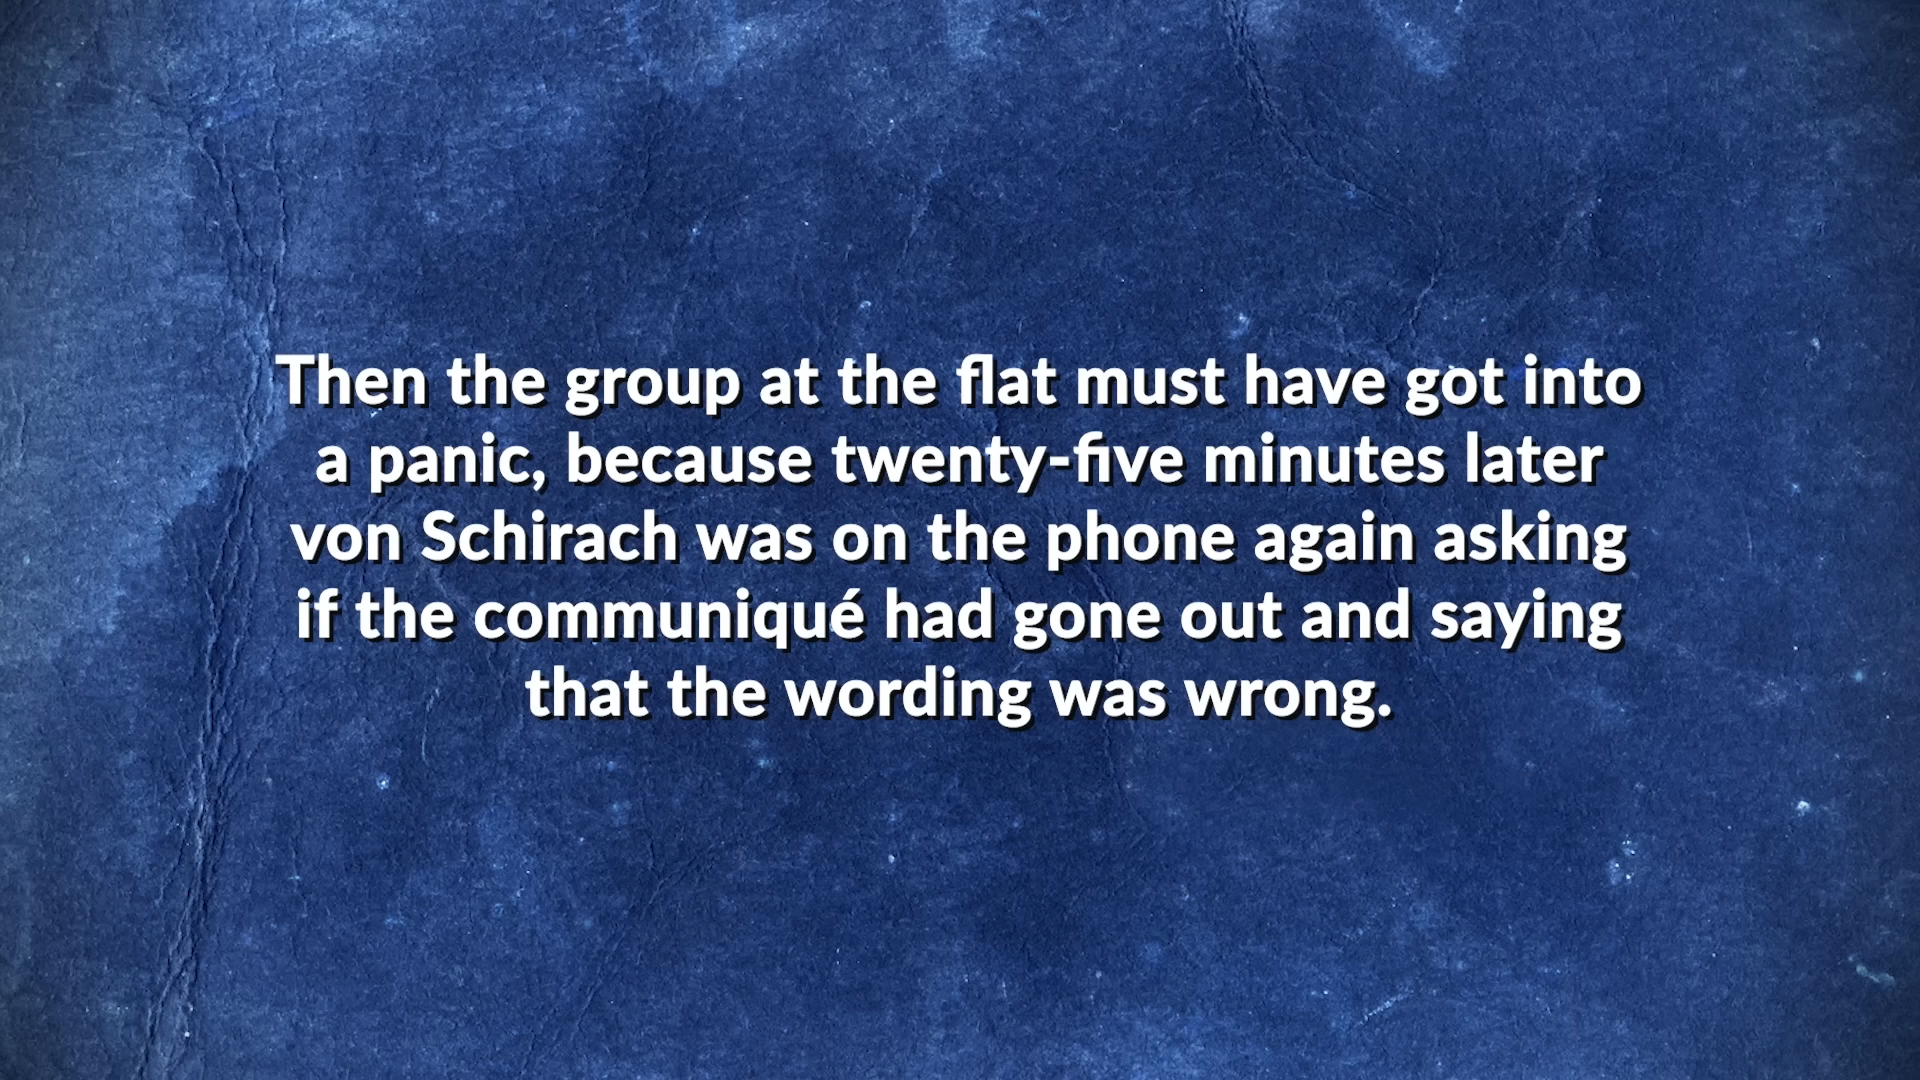 Then the group at the flat must have got into
a panic, because twenty-five minutes later
von Schirach was on the phone again asking
if the communiqué had gone out and saying
that the wording was wrong.